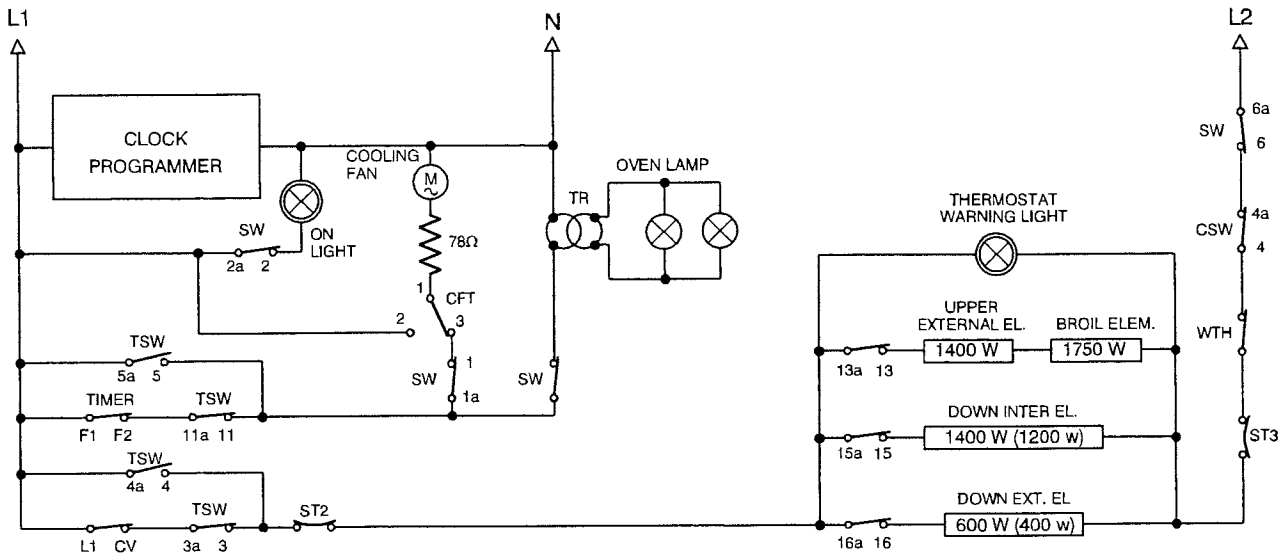 L1
N
L2
CLOCK
PROGRAMMER
COOLING
FAN
M
OVEN LAMP
TR
SW
6a
6
THERMOSTAT
WARNING LIGHT
4a
CSW
4
SW
2a
2
ON
LIGHT
78Ω
1
CFT
2
3
UPPER
EXTERNAL EL.
BROIL ELEM.
1400 W
1750 W
13a
13
WTH
TSW
5a
5
SW
1
1a
SW
TIMER
TSW
F1
F2
11a
11
DOWN INTER EL.
1400 W (1200 w)
15a
15
ST3
TSW
4a
4
TSW
ST2
L1
CV
3a
3
DOWN EXT. EL
600 W (400 w)
16a
16